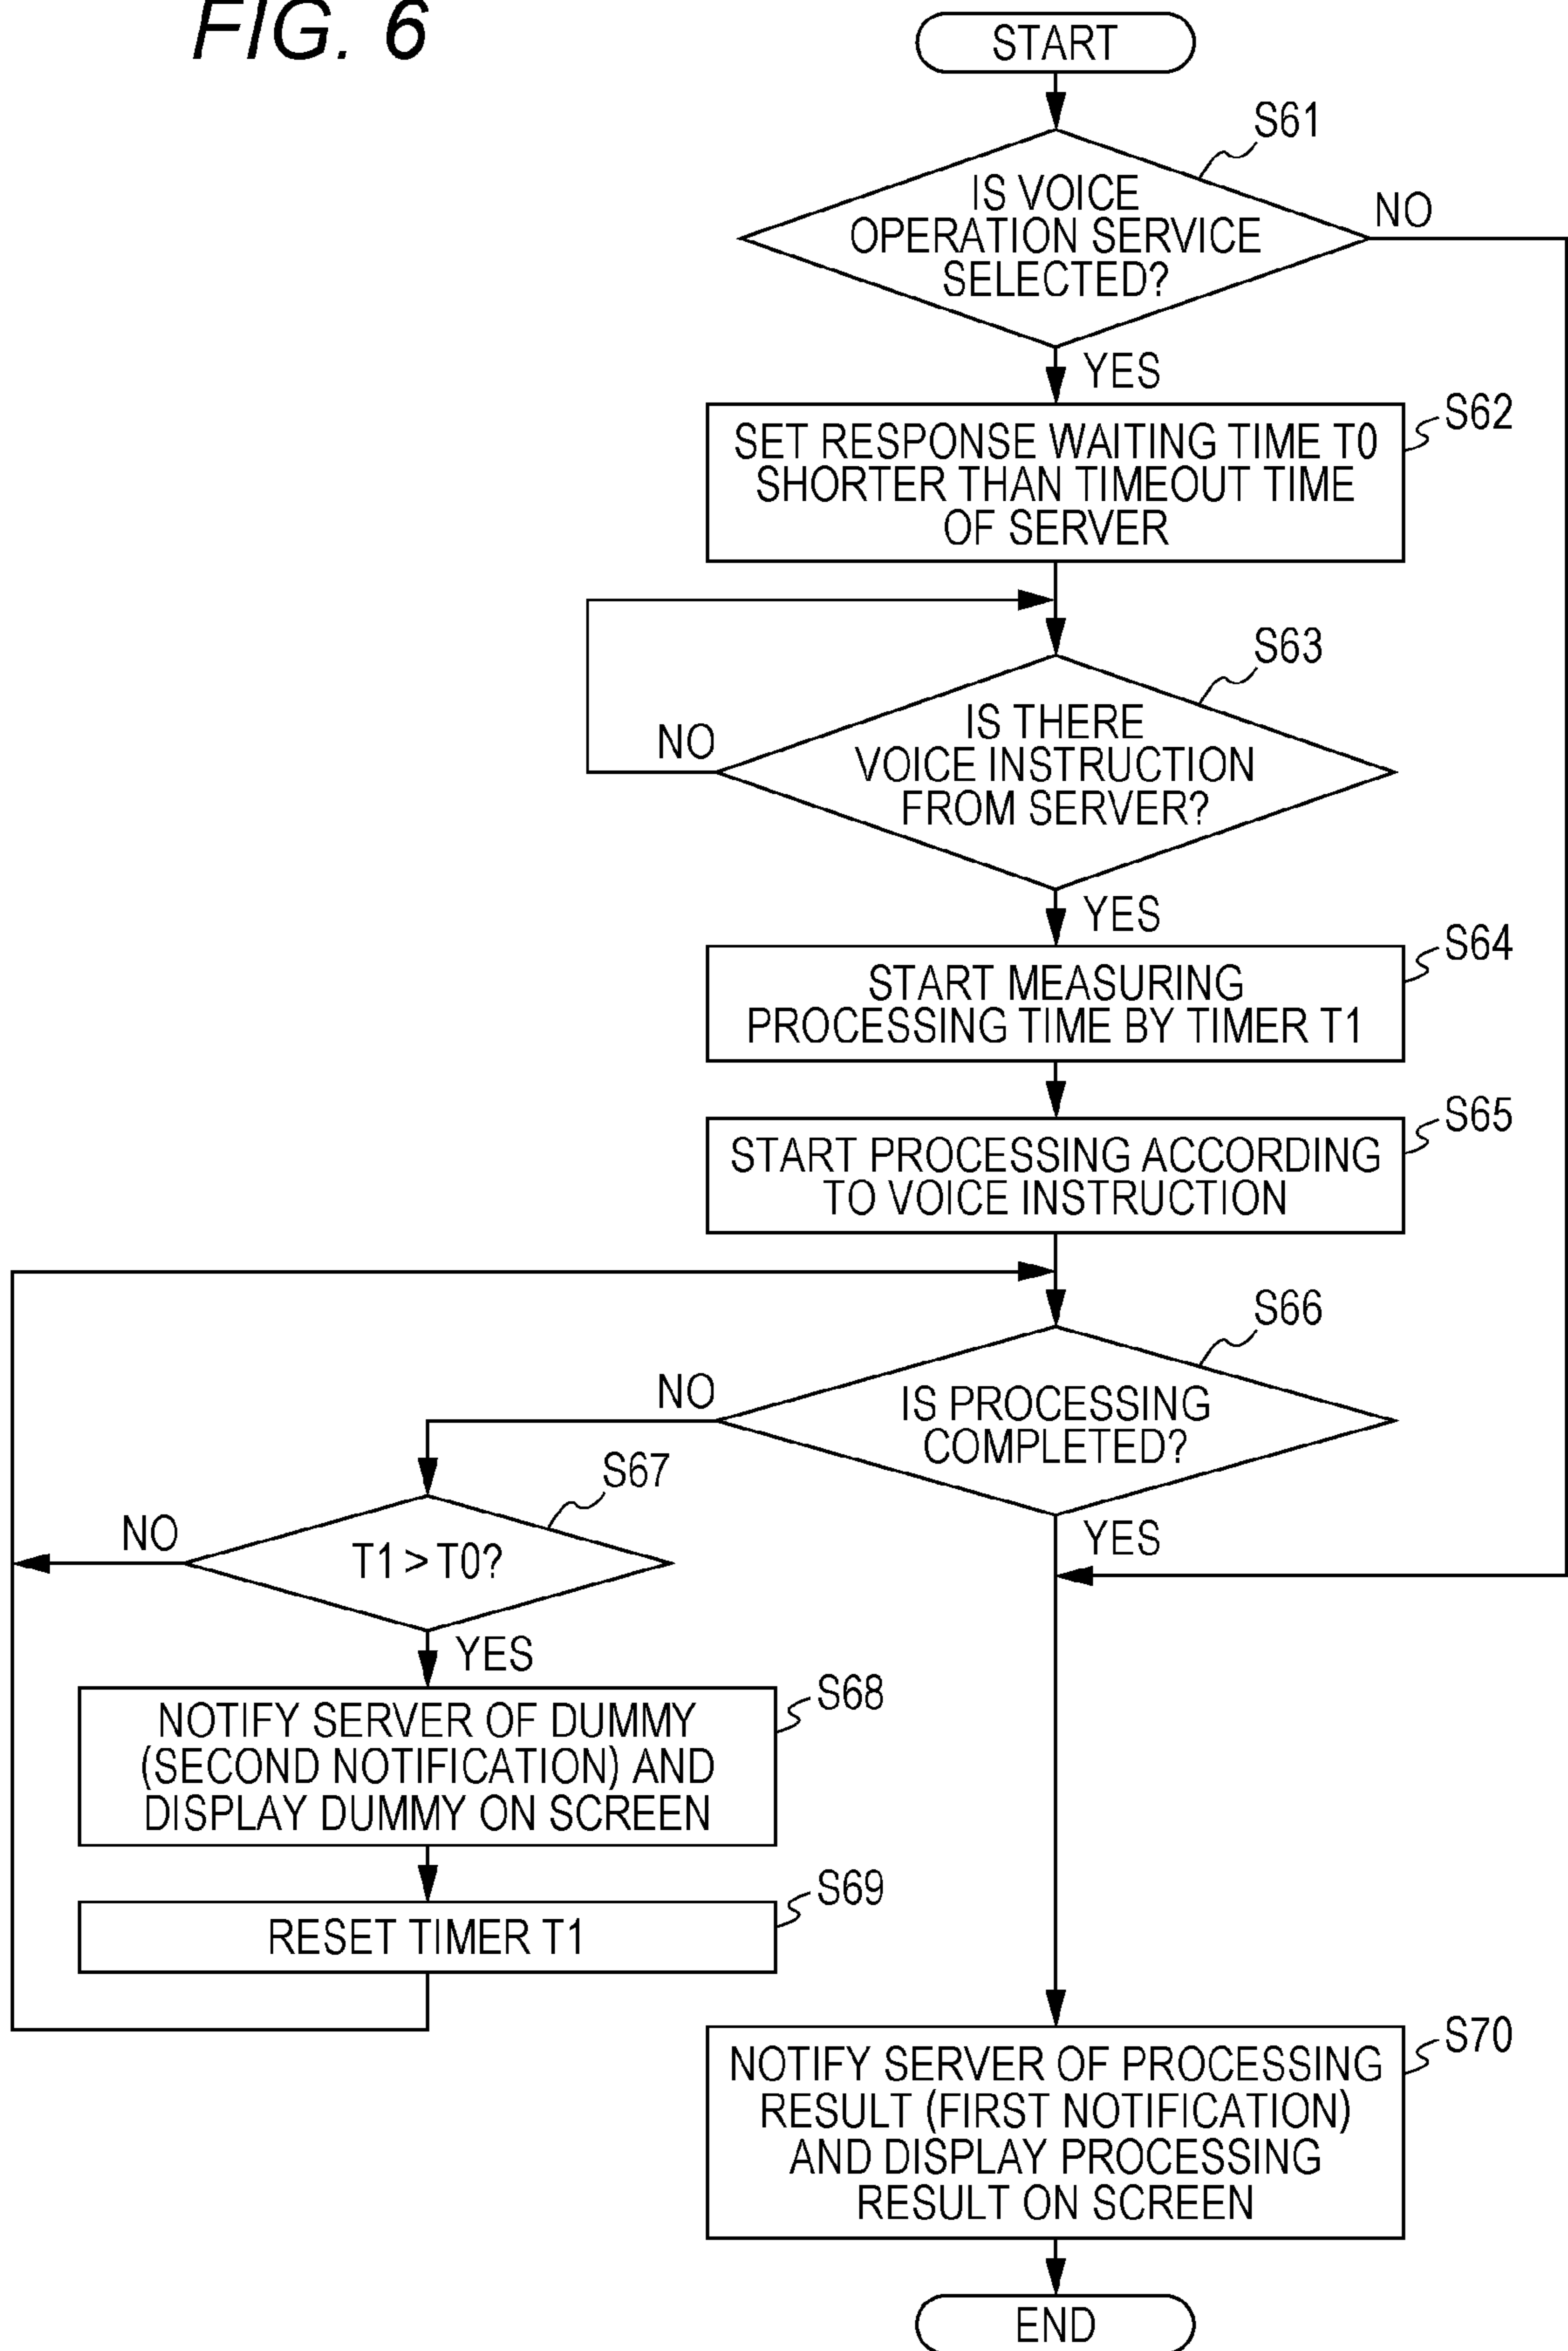 FIG. 6
START
S61
IS VOICE
OPERATION SERVICE
SELECTED?
NO
YES
S62
SET RESPONSE WAITING TIME T0
SHORTER THAN TIMEOUT TIME
OF SERVER
S63
IS THERE
VOICE INSTRUCTION
FROM SERVER?
NO
YES
S64
START MEASURING
PROCESSING TIME BY TIMER T1
S65
START PROCESSING ACCORDING
TO VOICE INSTRUCTION
S66
IS PROCESSING
COMPLETED?
NO
YES
S67
T1 > T0?
NO
YES
S68
NOTIFY SERVER OF DUMMY
(SECOND NOTIFICATION) AND
DISPLAY DUMMY ON SCREEN
S69
RESET TIMER T1
S70
NOTIFY SERVER OF PROCESSING
RESULT (FIRST NOTIFICATION)
AND DISPLAY PROCESSING
RESULT ON SCREEN
END